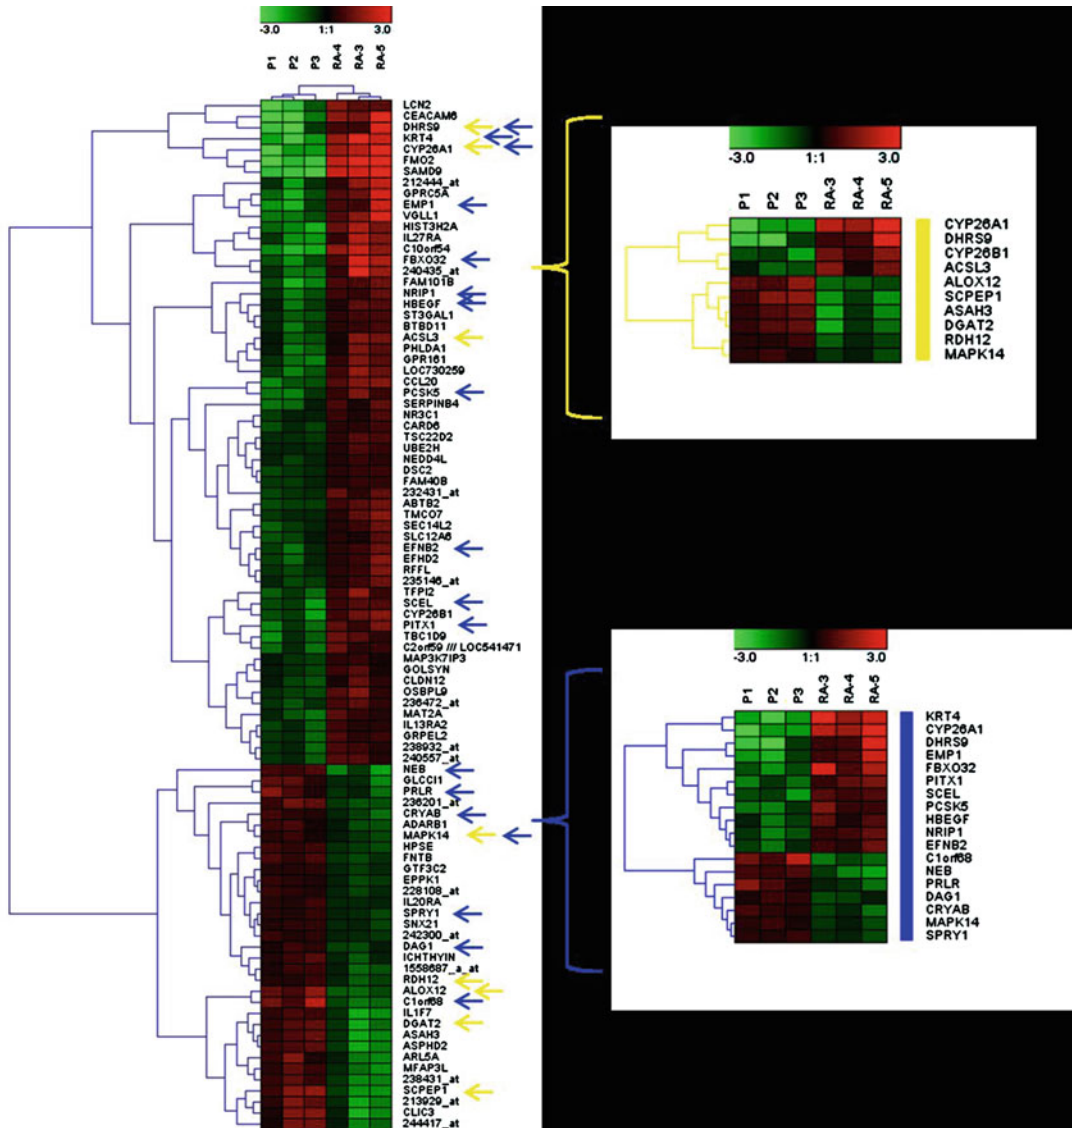 -3.0 1:1 3.0
P1 P2 P3 RA-4 RA-3 RA-5
LCN2
CEACAM6
DHRS9
KRT4
CYP26A1
FMO2
SAMD9
212444_at
GPRC5A
EMP1
VGLL1
HIST3H2A
IL27RA
C10orf54
FBXO32
240435_at
FAM101B
NRIP1
HBEGF
ST3GAL1
BTBD11
ACSL3
PHLDA1
GPR161
LOC730259
CCL20
PCSK5
SERPINB4
NR3C1
CARD6
TSC22D2
UBE2H
NEDD4L
DSC2
FAM40B
232431_at
ABTB2
TMCO7
SEC14L2
SLC12A6
EFNB2
EFHD2
RFFL
235146_at
TFPI2
SCEL
CYP26B1
PITX1
TBC1D9
C2orf59 /// LOC541471
MAP3K7IP3
GOLSYN
CLDN12
OSBPL9
236472_at
MAT2A
IL13RA2
GRPEL2
238932_at
240557_at
NEB
GLCCI1
PRLR
236201_at
CRYAB
ADARB1
MAPK14
HPSE
FNTB
GTF3C2
EPPK1
228108_at
IL20RA
SPRY1
SNX21
242300_at
DAG1
ICHTHYIN
1558687_a_at
RDH12
ALOX12
C1orf68
IL1F7
DGAT2
ASAH3
ASPHD2
ARL5A
MFAP3L
238431_at
SCPEP1
213929_at
CLIC3
244417_at
-3.0 1:1 3.0
P1 P2 P3 RA-3 RA-4 RA-5
CYP26A1
DHRS9
CYP26B1
ACSL3
ALOX12
SCPEP1
ASAH3
DGAT2
RDH12
MAPK14
-3.0 1:1 3.0
P1 P2 P3 RA-3 RA-4 RA-5
KRT4
CYP26A1
DHRS9
EMP1
FBXO32
PITX1
SCEL
PCSK5
HBEGF
NRIP1
EFNB2
C1orf68
NEB
PRLR
DAG1
CRYAB
MAPK14
SPRY1